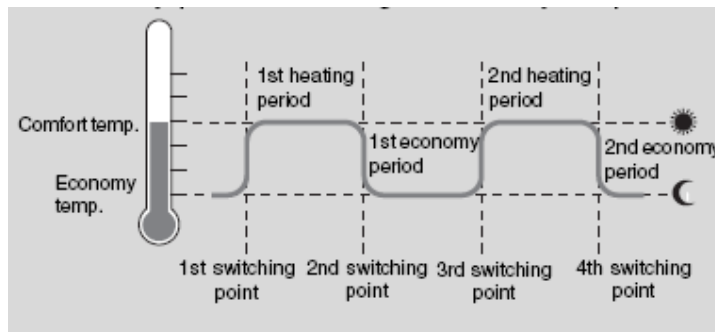 1st heating
period
2nd heating
period
Comfort temp.
1st economy
period
2nd economy
period
Economy
temp.
1st switching
point
2nd switching
point
3rd switching
point
4th switching
point